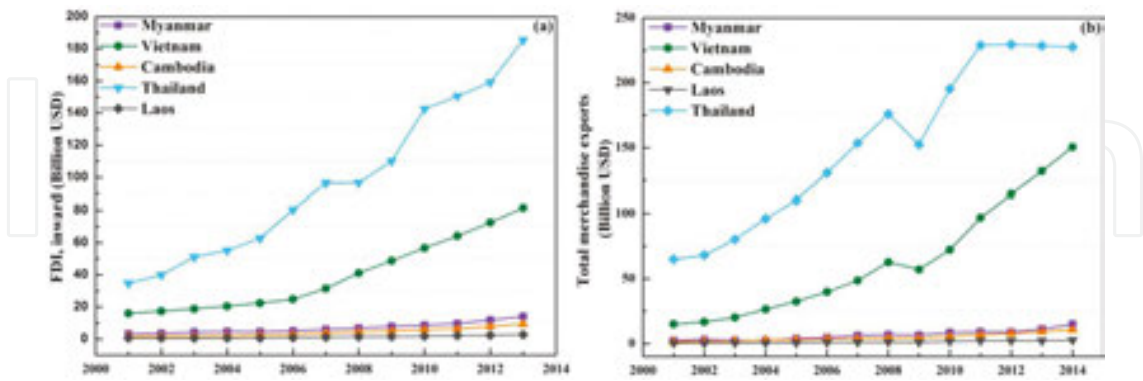 200
180
160
140
120
100
80
60
40
20
0
FDI, inward (Billion USD)
Myanmar
Vietnam
Cambodia
Thailand
Laos
(a)
2000 2002 2004 2006 2008 2010 2012 2014
250
200
150
100
50
0
Total merchandise exports
(Billion USD)
Myanmar
Vietnam
Cambodia
Laos
Thailand
(b)
2000 2002 2004 2006 2008 2010 2012 2014